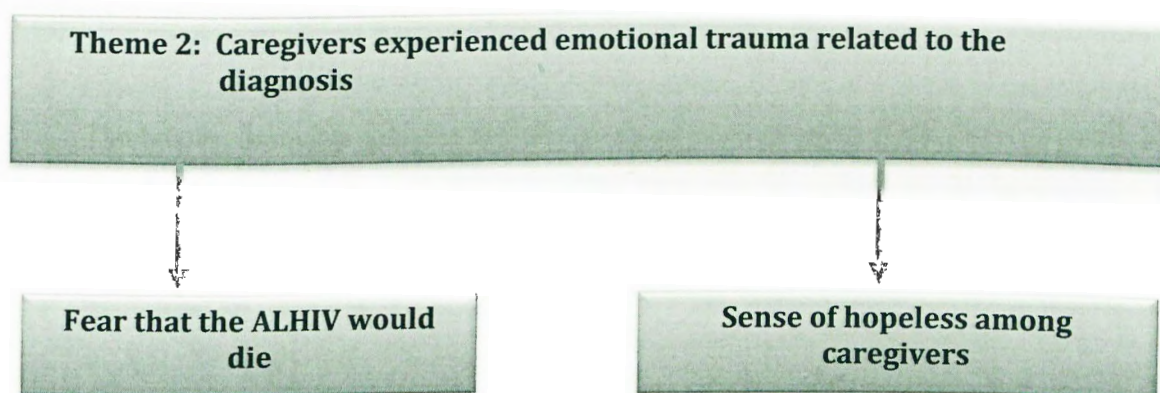 Theme 2: Caregivers experienced emotional trauma related to the
diagnosis
Fear that the ALHIV would
die
Sense of hopeless among
caregivers